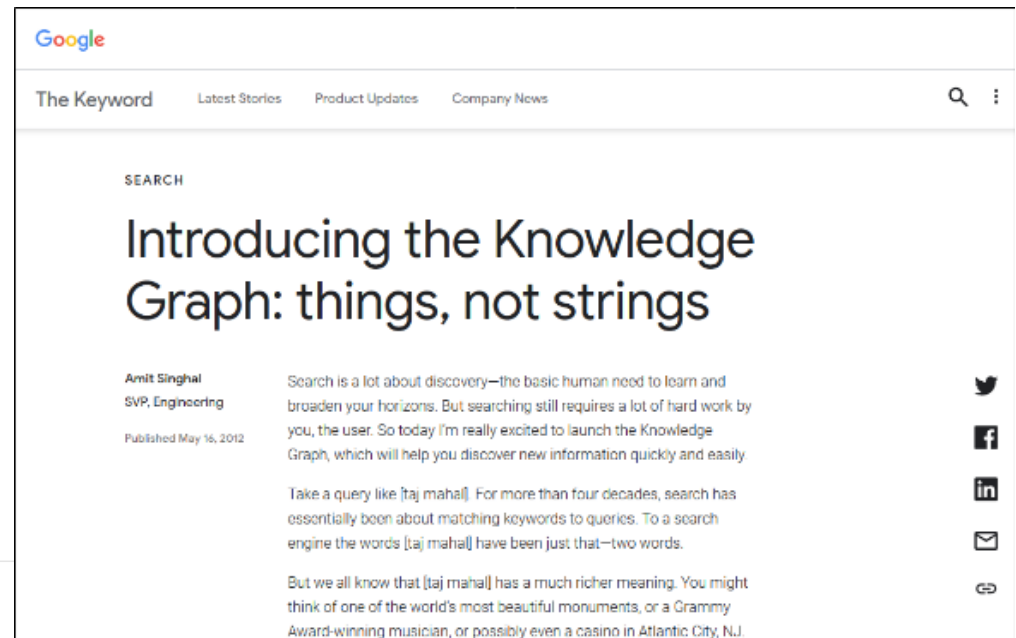 Google
The Keyword Latest Stories Product Updates Company News
SEARCH
Introducing the Knowledge
Graph: things, not strings
Amit Singhal
SVP, Engineering
Published May 16, 2012
Search is a lot about discovery—the basic human need to learn and
broaden your horizons. But searching still requires a lot of hard work by
you, the user. So today I'm really excited to launch the Knowledge
Graph, which will help you discover new information quickly and easily.
Take a query like [taj mahal]. For more than four decades, search has
essentially been about matching keywords to queries. To a search
engine the words [taj mahal] have been just that—two words.
But we all know that [taj mahal] has a much richer meaning. You might
think of one of the world's most beautiful monuments, or a Grammy
Award-winning musician, or possibly even a casino in Atlantic City, NJ.